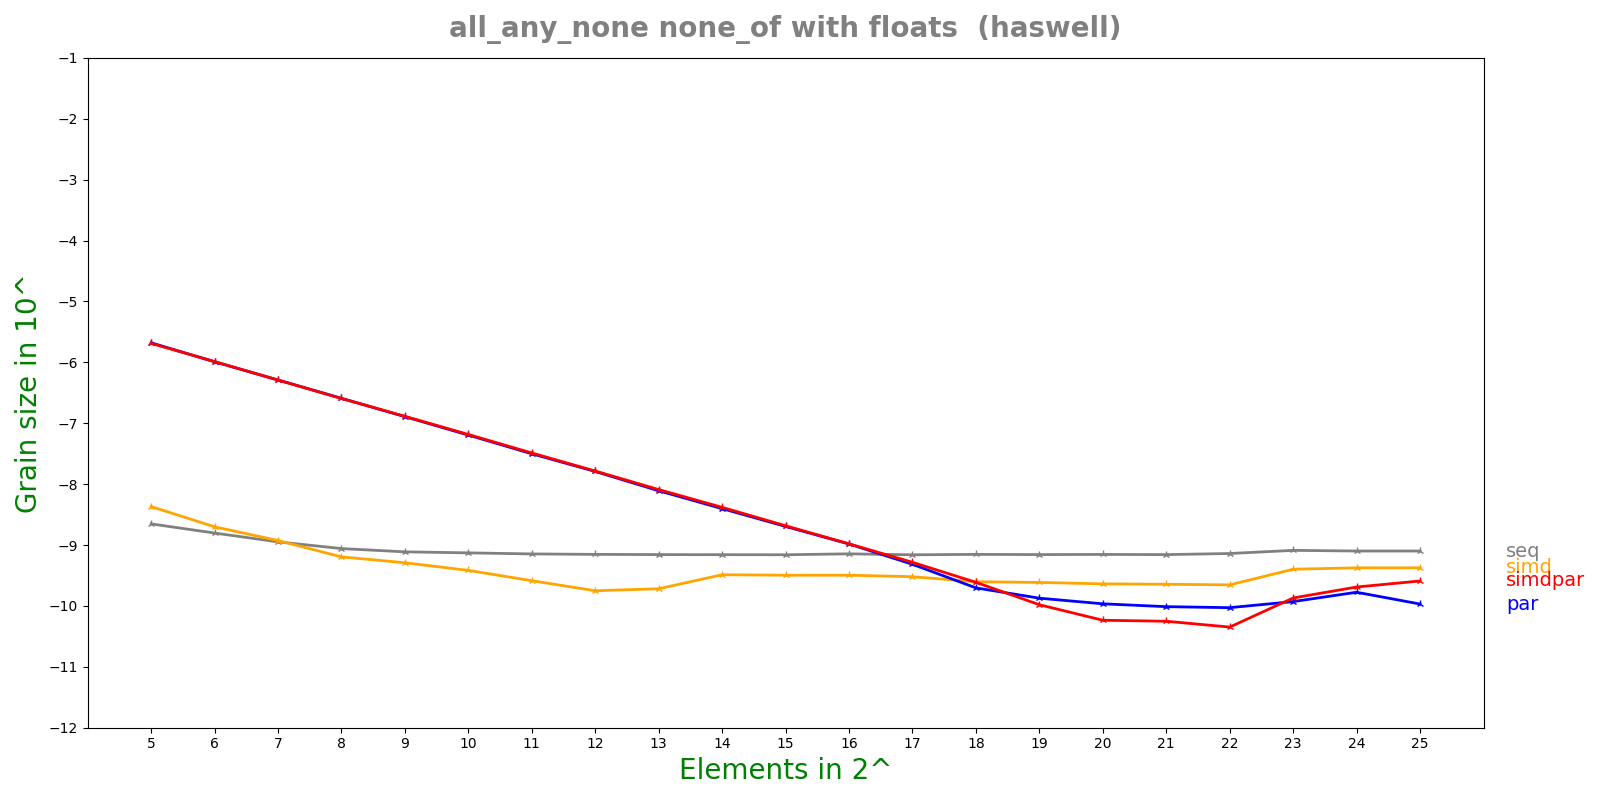 all_any_none none_of with floats  (haswell)
Grain size in 10^
−1
−2
−3
−4
−5
−6
−7
−8
−9
−10
−11
−12
seq
simd
simdpar
par
5 6 7 8 9 10 11 12 13 14 15 16 17 18 19 20 21 22 23 24 25
Elements in 2^